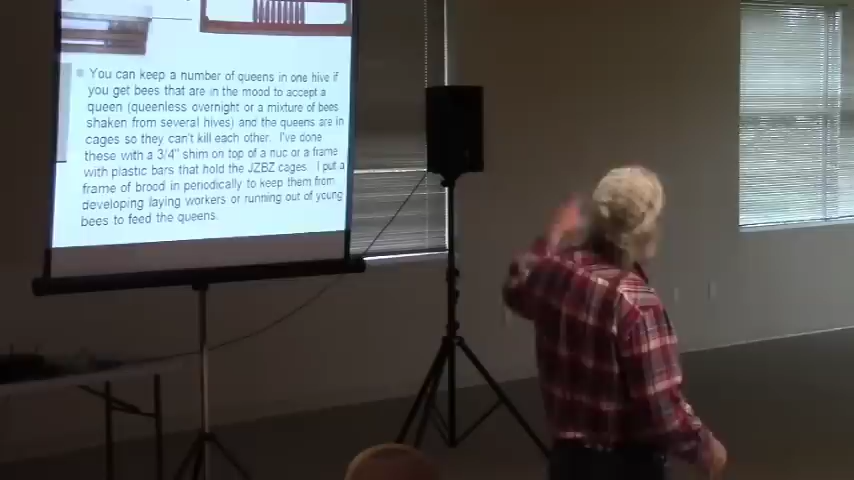 You can keep a number of queens in one hive if
you get bees that are in the mood to accept a
queen (queenless overnight or a mixture of bees
shaken from several hives) and the queens are in
cages so they can't kill each other. I've done
these with a 3/4" shim on top of a nuc or a frame
with plastic bars that hold the JZBZ cages. I put a
frame of brood in periodically to keep them from
developing laying workers or running out of young
bees to feed the queens.